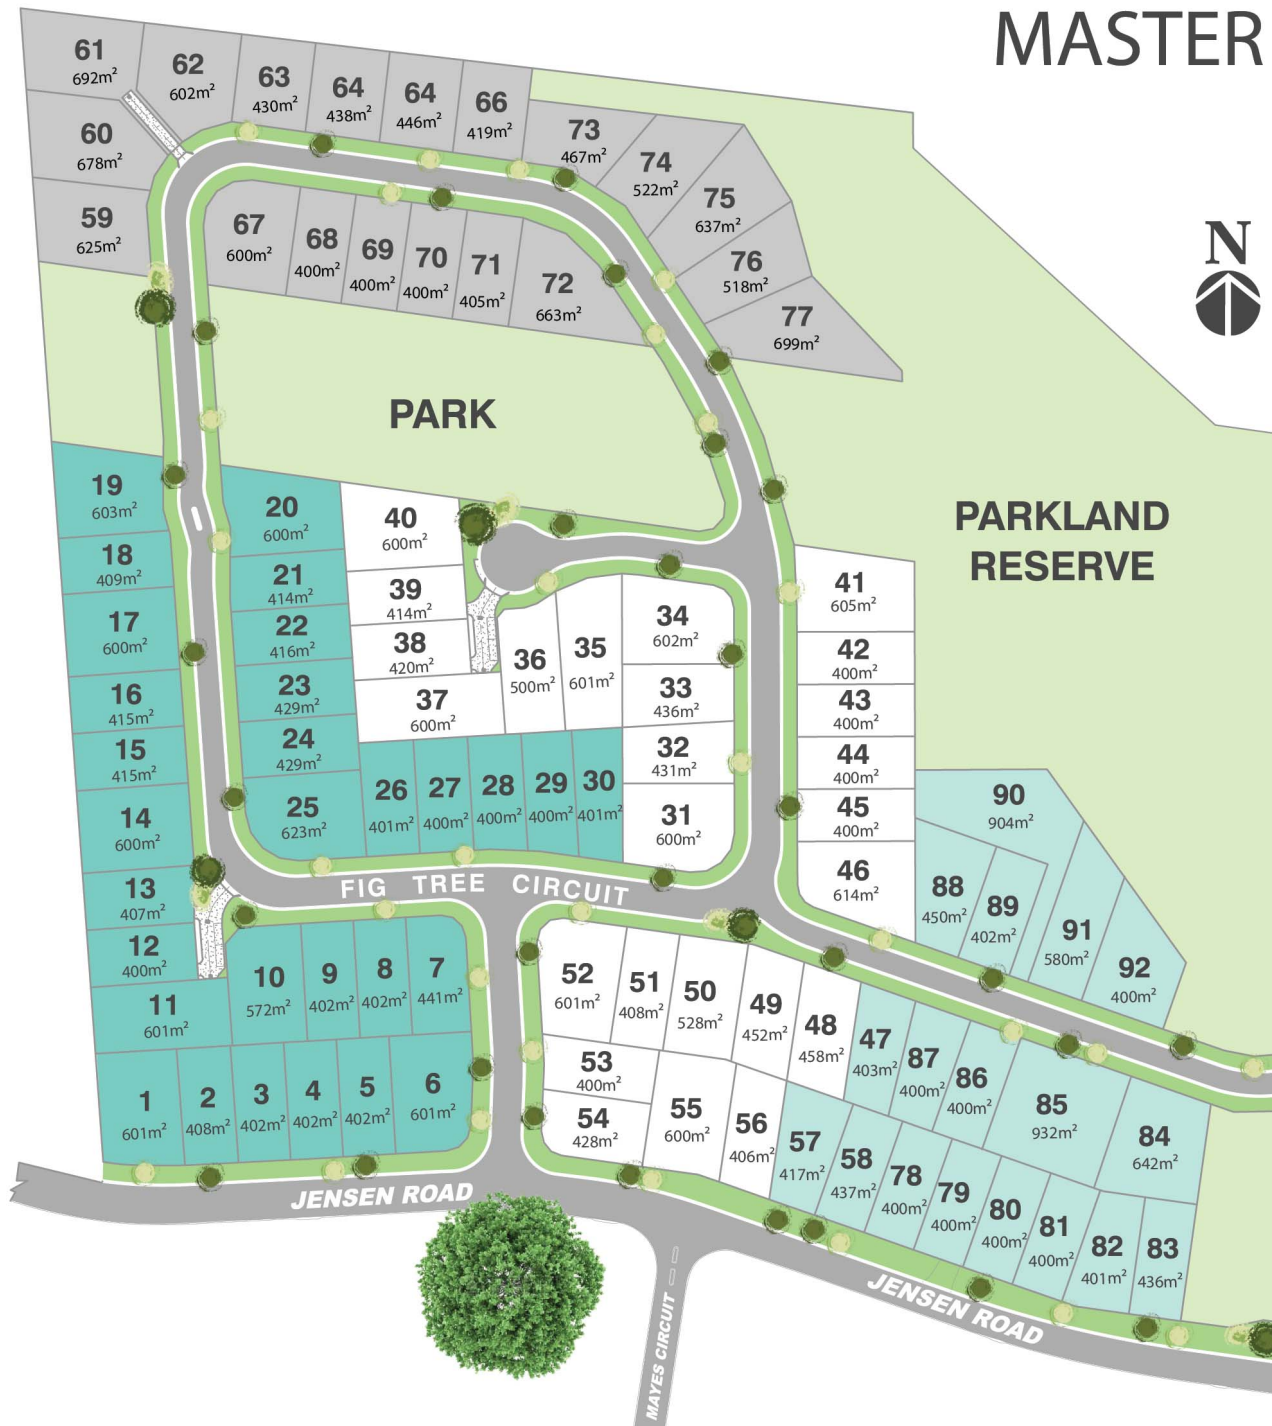 MASTER
61
692m²
62
602m²
63
430m²
64
438m²
64
446m²
66
419m²
60
678m²
59
625m²
73
467m²
74
522m²
75
637m²
76
518m²
77
699m²
67
600m²
68
400m²
69
400m²
70
400m²
71
405m²
72
663m²
N
PARK
PARKLAND
RESERVE
19
603m²
18
409m²
17
600m²
16
415m²
15
415m²
14
600m²
13
407m²
12
400m²
11
601m²
20
600m²
21
414m²
22
416m²
23
429m²
24
429m²
25
623m²
40
600m²
39
414m²
38
420m²
37
600m²
36
500m²
35
601m²
34
602m²
33
436m²
32
431m²
31
600m²
26
401m²
27
400m²
28
400m²
29
400m²
30
401m²
41
605m²
42
400m²
43
400m²
44
400m²
45
400m²
46
614m²
90
904m²
88
450m²
89
402m²
91
580m²
92
400m²
FIG TREE CIRCUIT
10
572m²
9
402m²
8
402m²
7
441m²
1
601m²
2
408m²
3
402m²
4
402m²
5
402m²
6
601m²
52
601m²
51
408m²
50
528m²
49
452m²
48
458m²
47
403m²
87
400m²
86
400m²
85
932m²
84
642m²
53
400m²
54
428m²
55
600m²
56
406m²
57
417m²
58
437m²
78
400m²
79
400m²
80
400m²
81
400m²
82
401m²
83
436m²
JENSEN ROAD
JENSEN ROAD
MAYES CIRCUIT